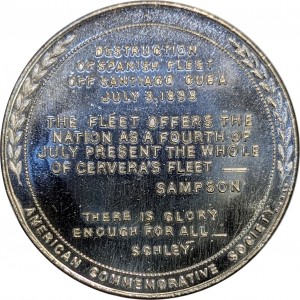 DESTRUCTION
OF SPANISH FLEET
OFF SANTIAGO CUBA
JULY 3, 1898
THE FLEET OFFERS THE
NATION AS A FOURTH OF
JULY PRESENT THE WHOLE
OF CERVERA'S FLEET —
SAMPSON
THERE IS GLORY
ENOUGH FOR ALL —
SCHLEY
AMERICAN COMMEMORATIVE SOCIETY